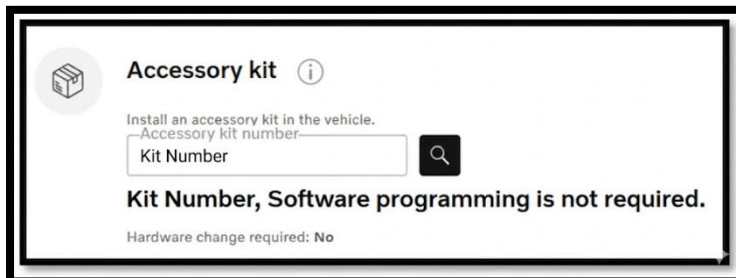 Accessory kit
Install an accessory kit in the vehicle.
Accessory kit number
Kit Number
Kit Number, Software programming is not required.
Hardware change required: No